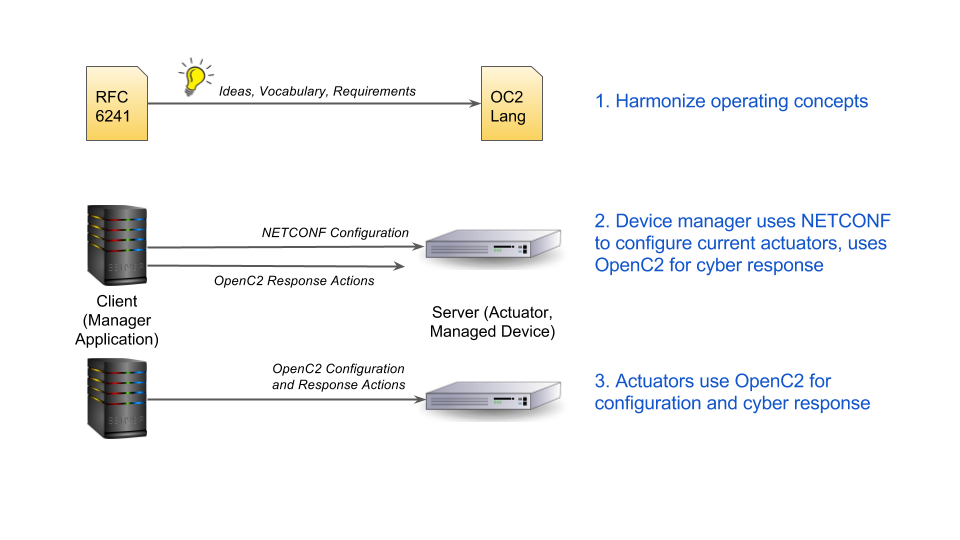 RFC
6241
Ideas, Vocabulary, Requirements
OC2
Lang
1. Harmonize operating concepts
NETCONF Configuration
OpenC2 Response Actions
2. Device manager uses NETCONF
to configure current actuators, uses
OpenC2 for cyber response
Client
(Manager
Application)
Server (Actuator,
Managed Device)
OpenC2 Configuration
and Response Actions
3. Actuators use OpenC2 for
configuration and cyber response